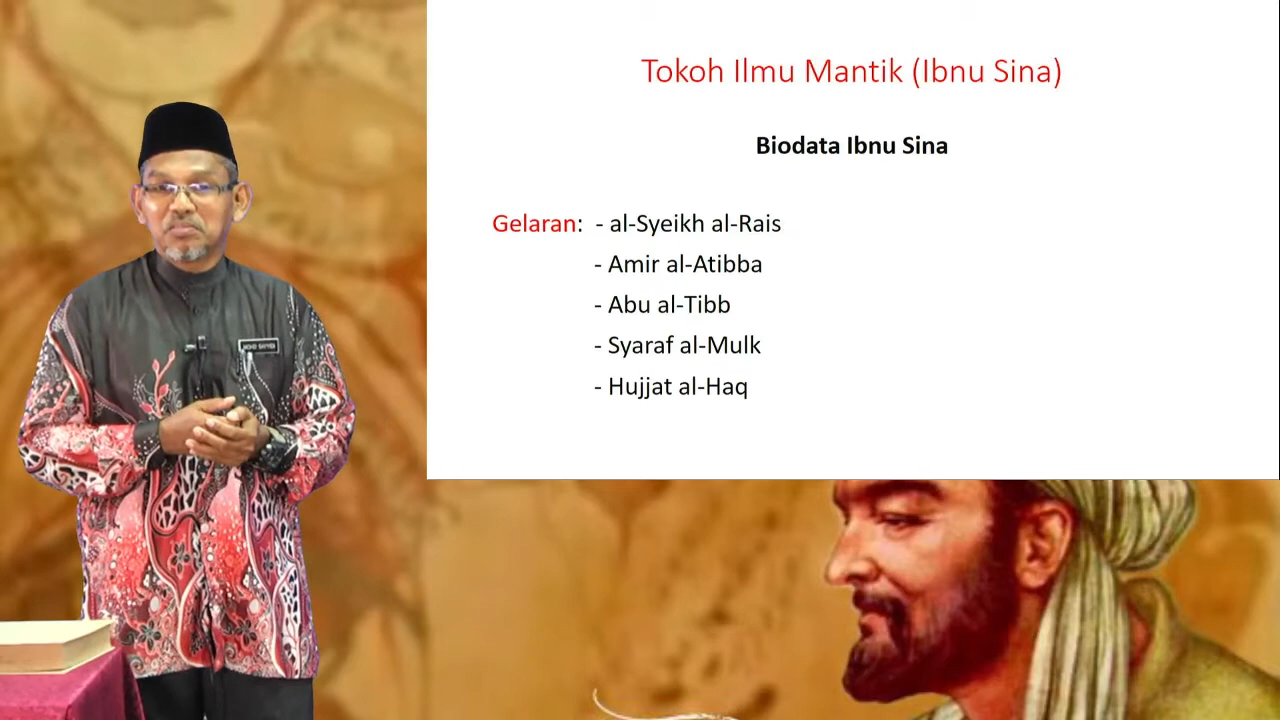 Tokoh Ilmu Mantik (Ibnu Sina)
Biodata Ibnu Sina
Gelaran: - al-Syeikh al-Rais
- Amir al-Atibba
- Abu al-Tibb
- Syaraf al-Mulk
- Hujjat al-Haq